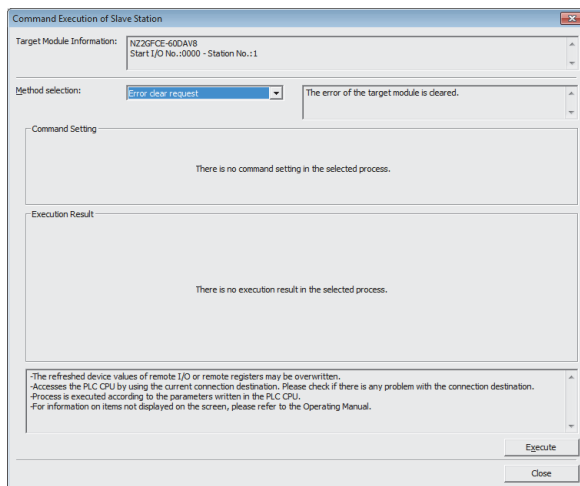 Command Execution of Slave Station
Target Module Information:
NZ2GFCE-60DAV8
Start I/O No.:0000 - Station No.:1
Method selection:
Error clear request
The error of the target module is cleared.
Command Setting
There is no command setting in the selected process.
Execution Result
There is no execution result in the selected process.
-The refreshed device values of remote I/O or remote registers may be overwritten.
-Accesses the PLC CPU by using the current connection destination. Please check if there is any problem with the connection destination.
-Process is executed according to the parameters written in the PLC CPU.
-For information on items not displayed on the screen, please refer to the Operating Manual.
Execute
Close